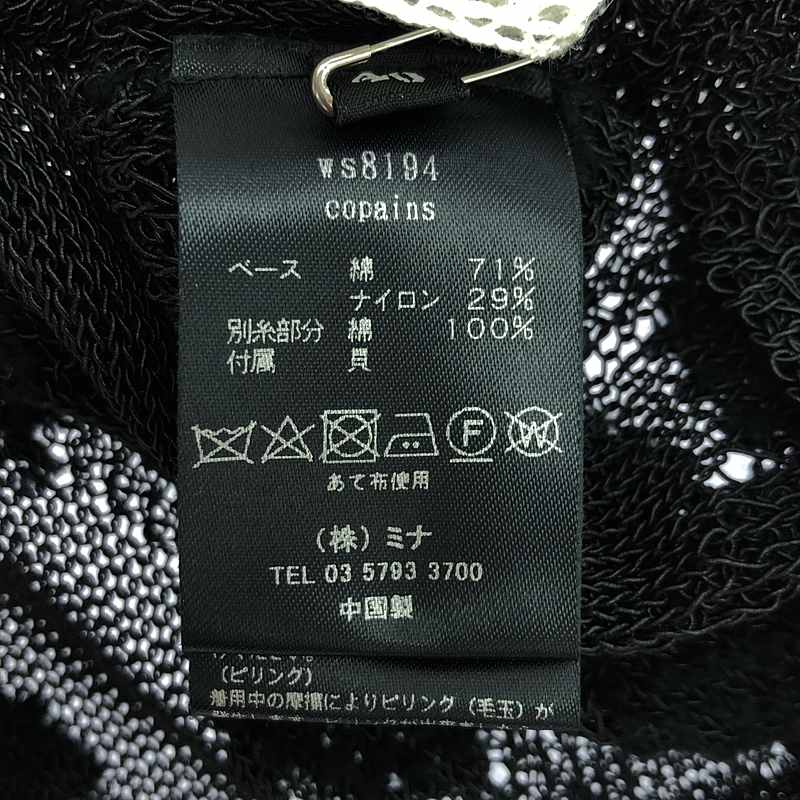 ws8194
copains
ベース 綿 71%
ナイロン 29%
別糸部分 綿 100%
付属 貝
F W
あて布使用
(株)ミナ
TEL 03 5793 3700
中国製
(ピリング)
着用中の摩擦によりピリング(毛玉)が